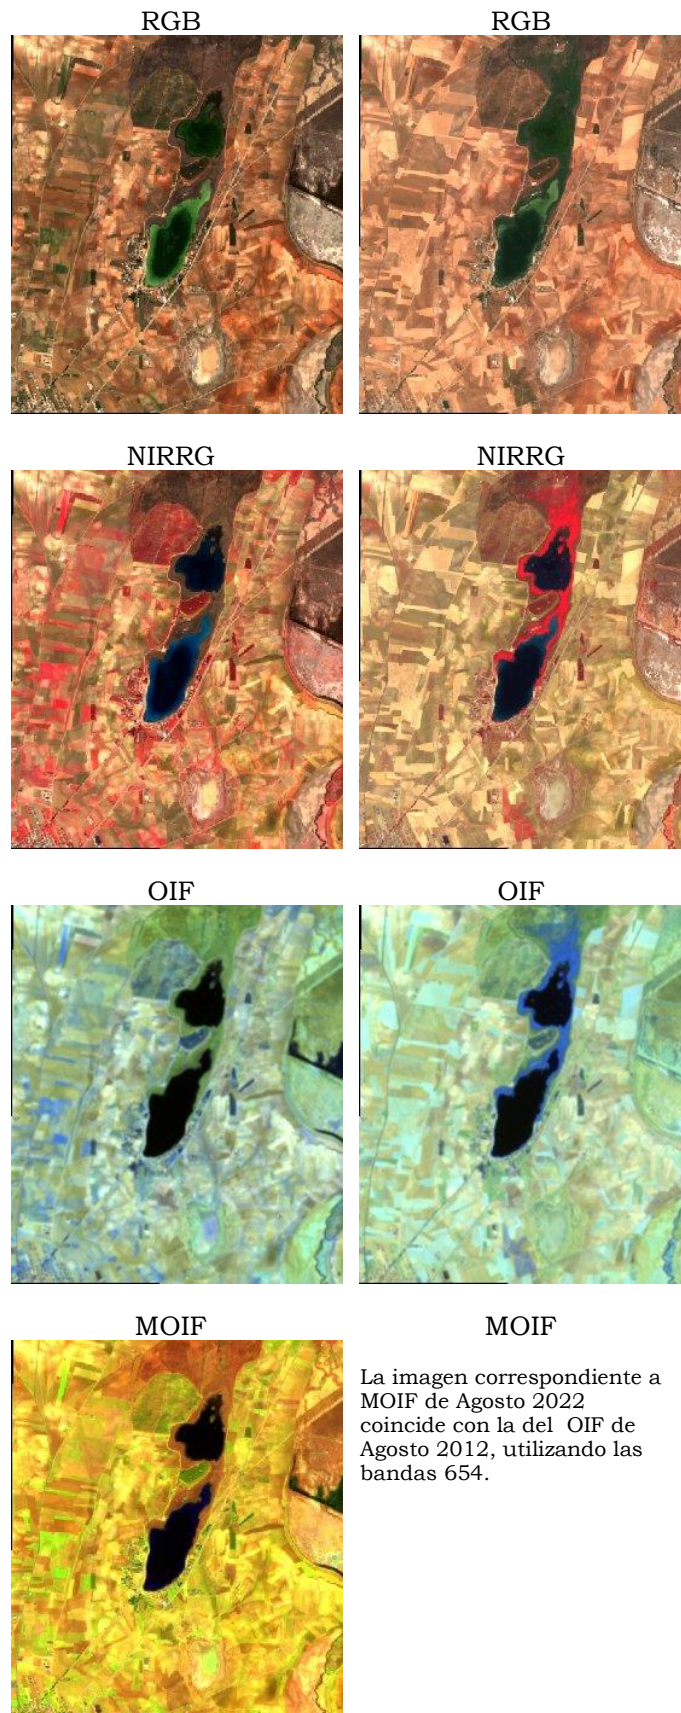 RGB
RGB
NIRRG
NIRRG
OIF
OIF
MOIF
MOIF
La imagen correspondiente a
MOIF de Agosto 2022
coincide con la del  OIF de
Agosto 2012, utilizando las
bandas 654.